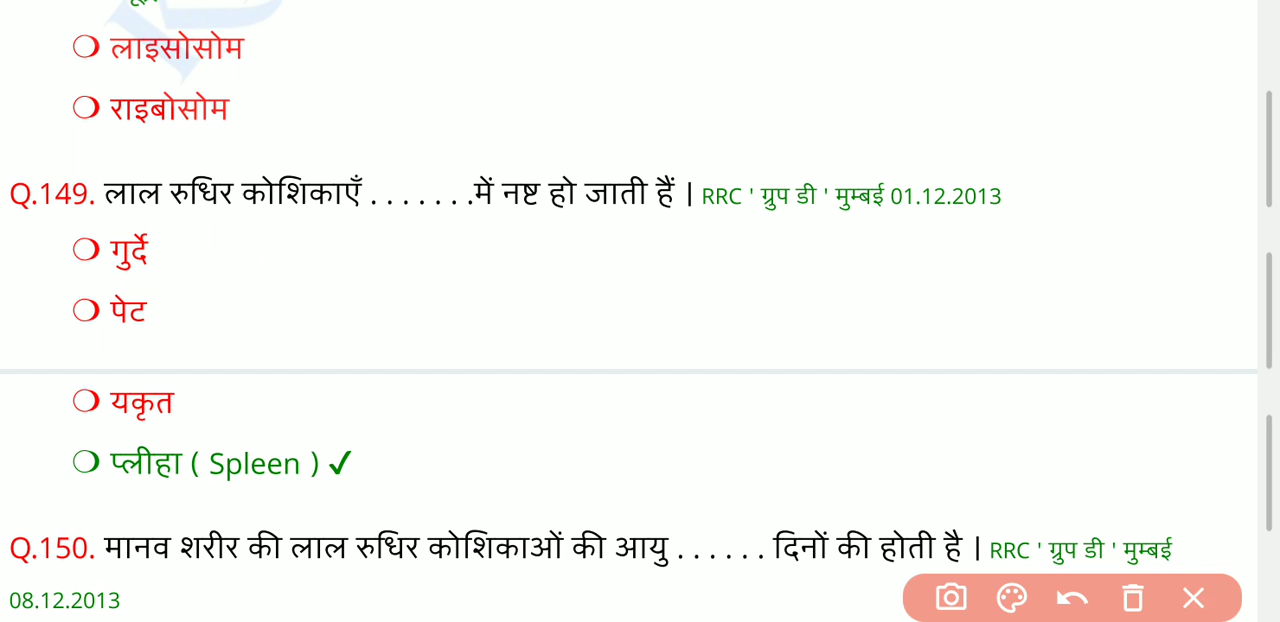 ❍ लाइसोसोम
❍ राइबोसोम
Q.149. लाल रुधिर कोशिकाएँ . . . . . . .में नष्ट हो जाती हैं | RRC ' ग्रुप डी ' मुम्बई 01.12.2013
❍ गुर्दे
❍ पेट
❍ यकृत
❍ प्लीहा ( Spleen ) ✓
Q.150. मानव शरीर की लाल रुधिर कोशिकाओं की आयु . . . . . . दिनों की होती है | RRC ' ग्रुप डी ' मुम्बई
08.12.2013